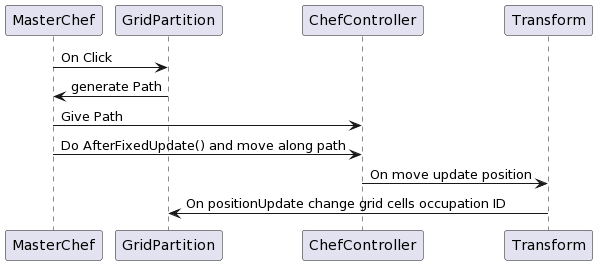 MasterChef GridPartition ChefController Transform
On Click
generate Path
Give Path
Do AfterFixedUpdate() and move along path
On move update position
On positionUpdate change grid cells occupation ID
MasterChef GridPartition ChefController Transform